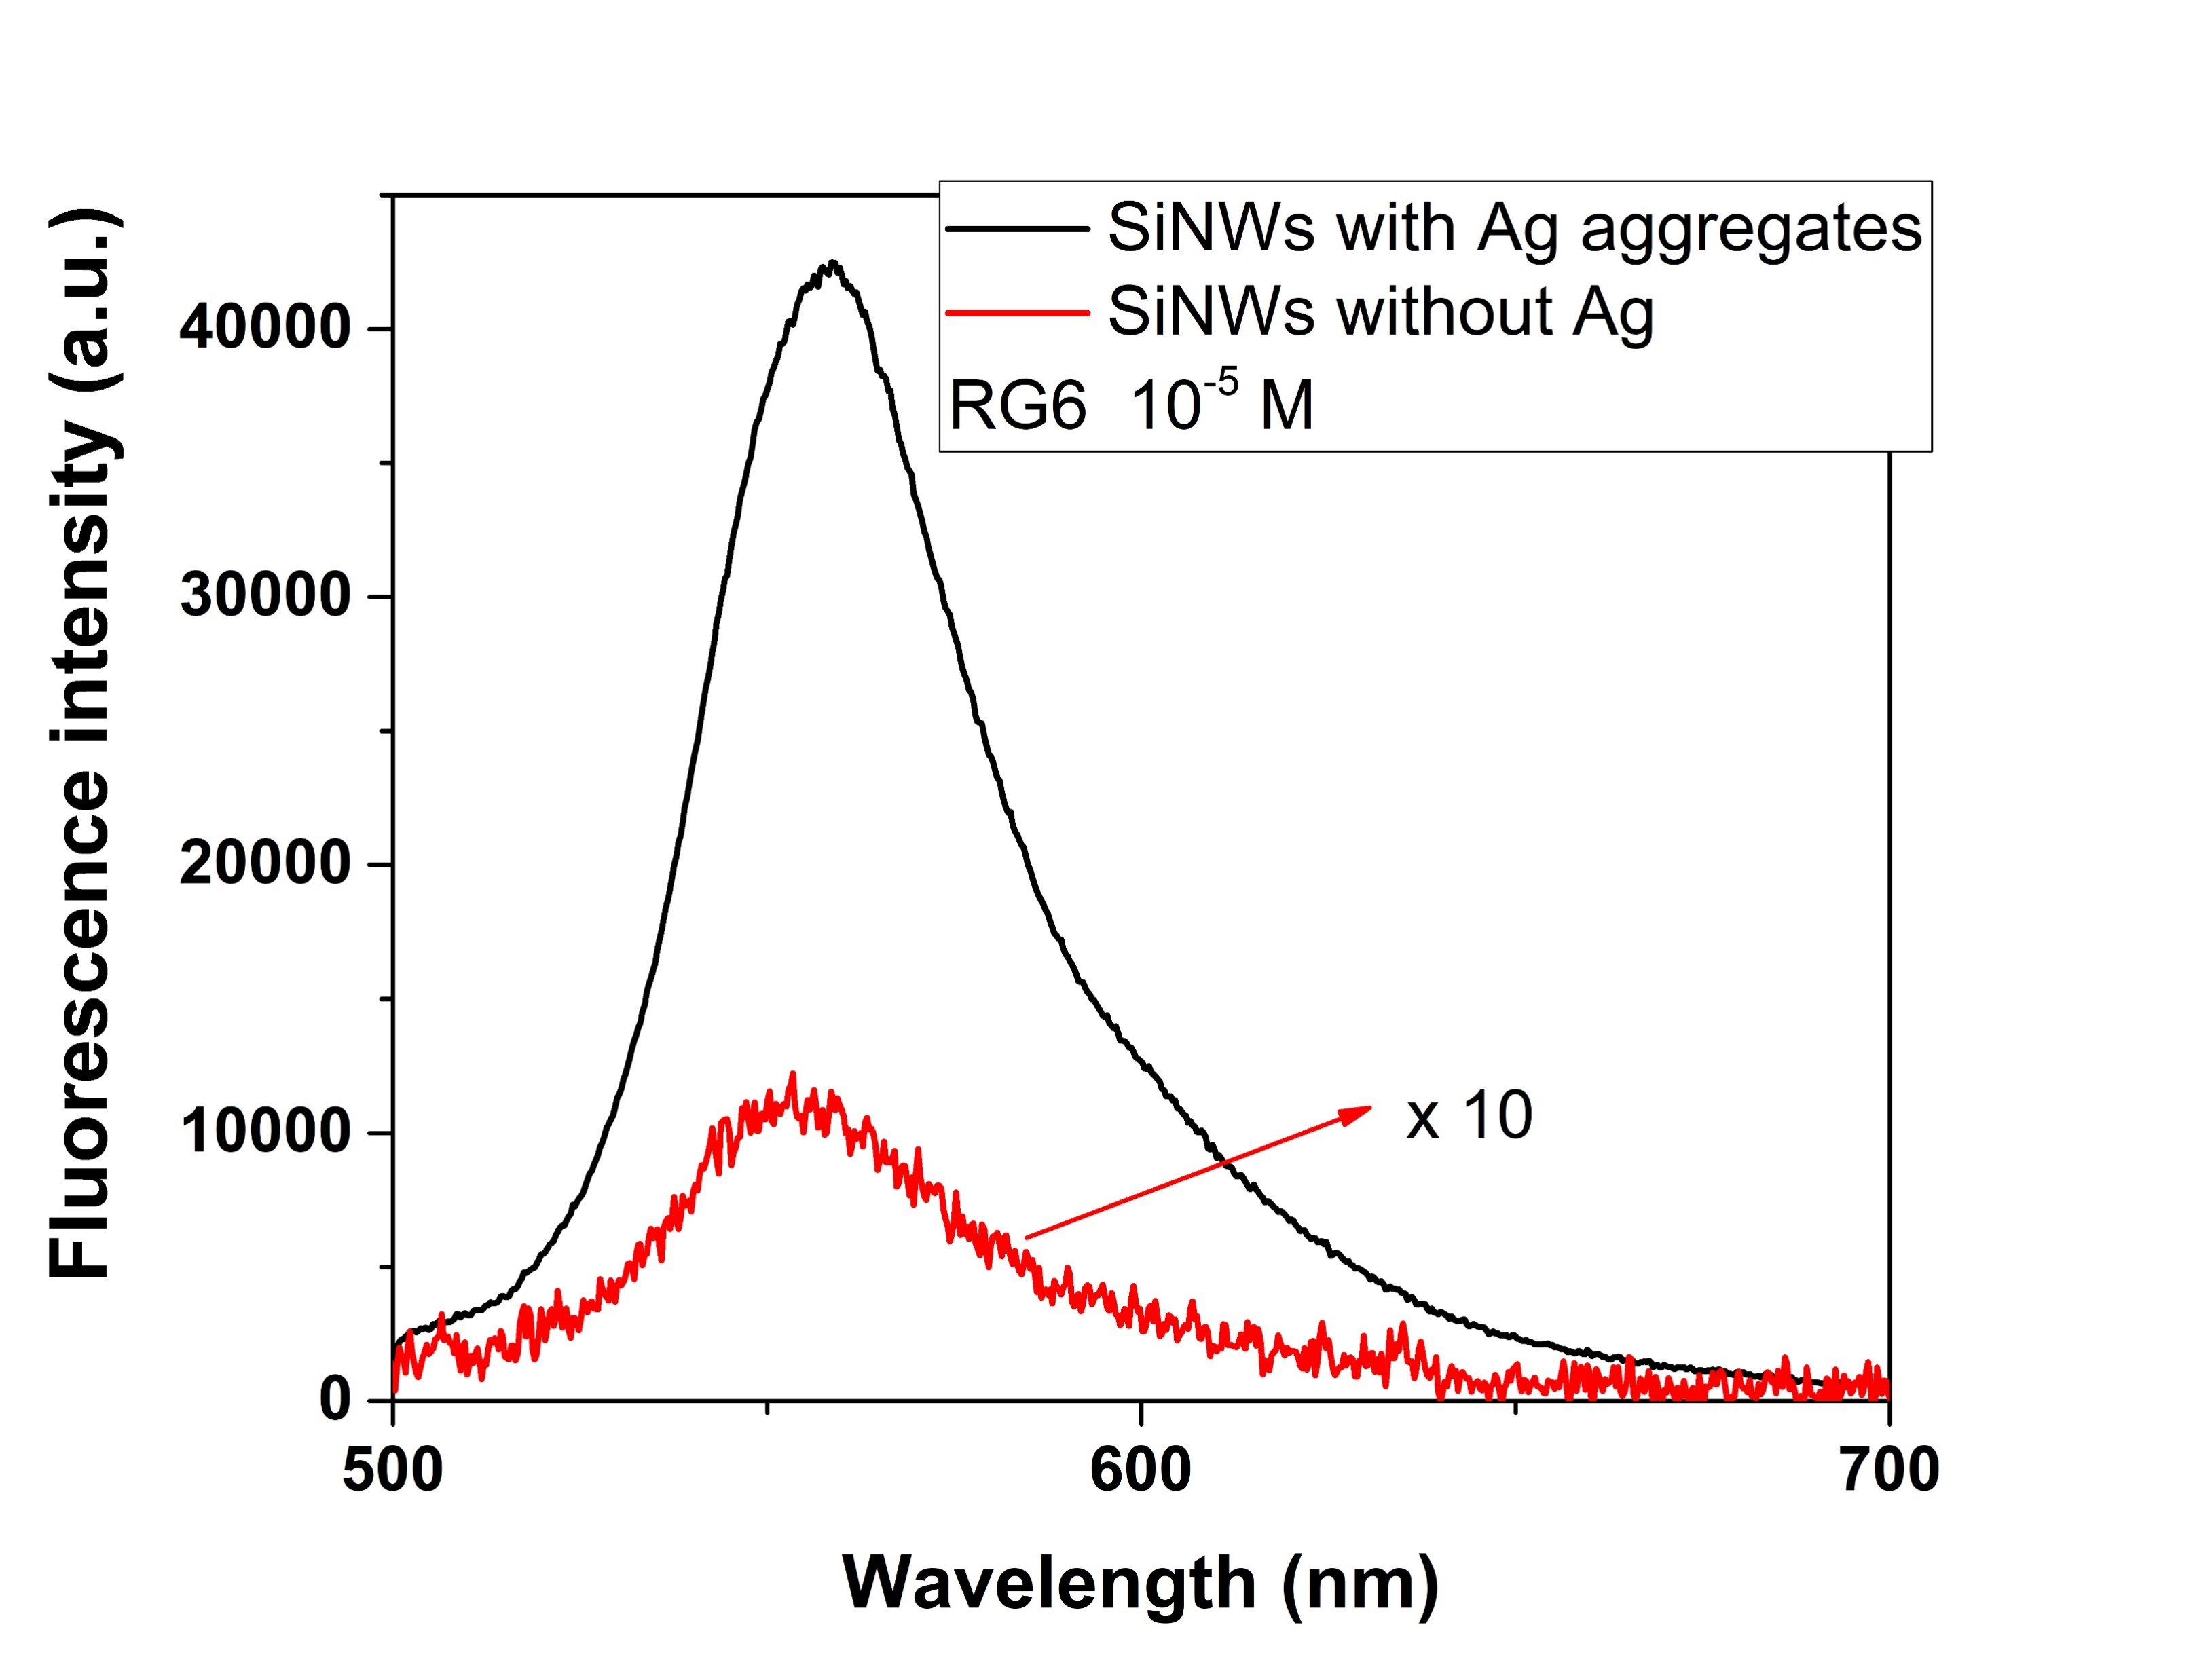 SiNWs with Ag aggregates
SiNWs without Ag
RG6 10⁻⁵ M
Fluorescence intensity (a.u.)
40000
30000
20000
10000
0
x 10
500 600 700
Wavelength (nm)